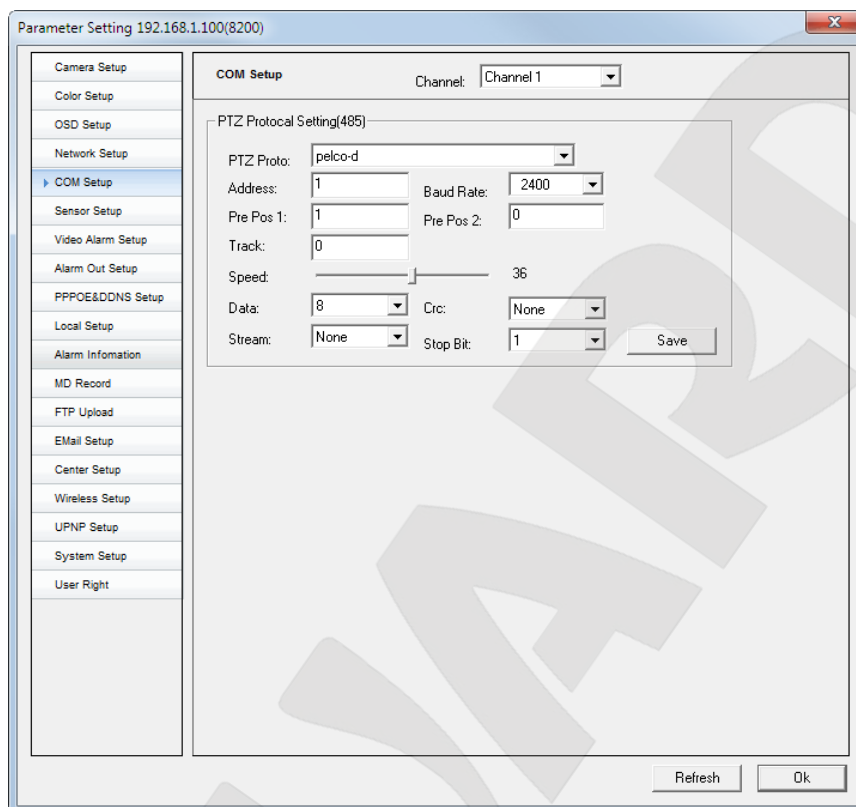 Parameter Setting 192.168.1.100(8200)
Camera Setup
Color Setup
OSD Setup
Network Setup
COM Setup
Sensor Setup
Video Alarm Setup
Alarm Out Setup
PPPOE&DDNS Setup
Local Setup
Alarm Infomation
MD Record
FTP Upload
EMail Setup
Center Setup
Wireless Setup
UPNP Setup
System Setup
User Right
COM Setup Channel: Channel 1
PTZ Protocal Setting(485)
PTZ Proto: pelco-d
Address: 1 Baud Rate: 2400
Pre Pos 1: 1 Pre Pos 2: 0
Track: 0
Speed: 36
Data: 8 Crc: None
Stream: None Stop Bit: 1 Save
Refresh Ok